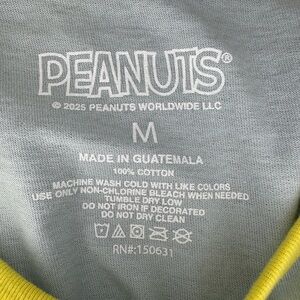 PEANUTS®
© 2025 PEANUTS WORLDWIDE LLC
M
MADE IN GUATEMALA
100% COTTON
MACHINE WASH COLD WITH LIKE COLORS
USE ONLY NON-CHLORINE BLEACH WHEN NEEDED
TUMBLE DRY LOW
DO NOT IRON IF DECORATED
DO NOT DRY CLEAN
RN#:150631